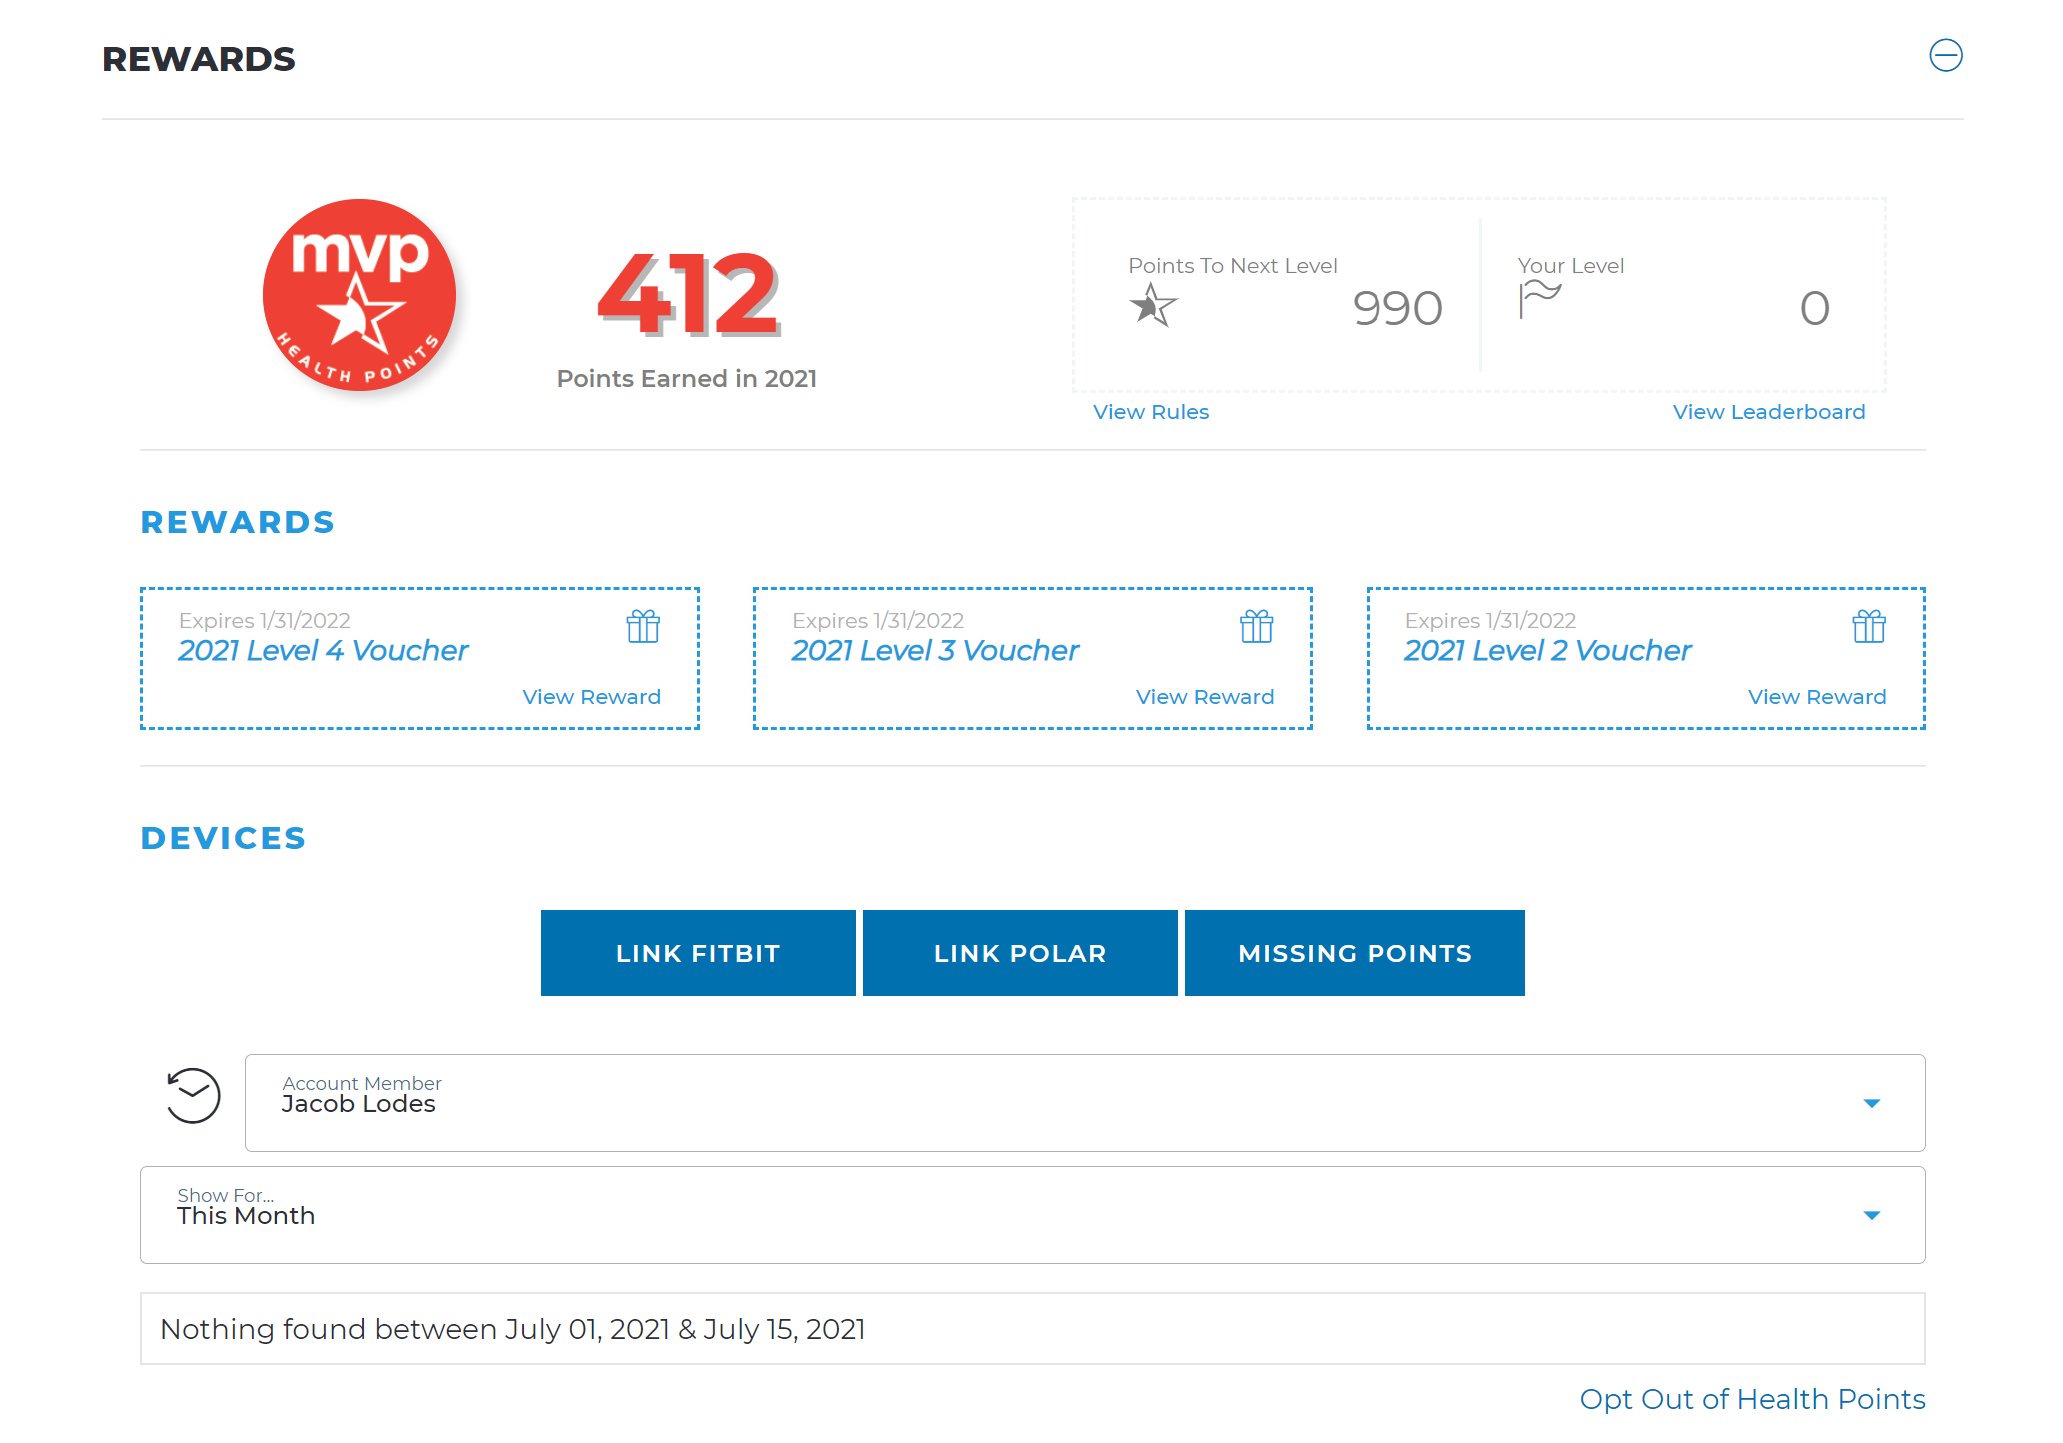 REWARDS
mvp
HEALTH POINTS
412
Points Earned in 2021
Points To Next Level
990
Your Level
0
View Rules
View Leaderboard
REWARDS
Expires 1/31/2022
2021 Level 4 Voucher
View Reward
Expires 1/31/2022
2021 Level 3 Voucher
View Reward
Expires 1/31/2022
2021 Level 2 Voucher
View Reward
DEVICES
LINK FITBIT
LINK POLAR
MISSING POINTS
Account Member
Jacob Lodes
Show For...
This Month
Nothing found between July 01, 2021 & July 15, 2021
Opt Out of Health Points